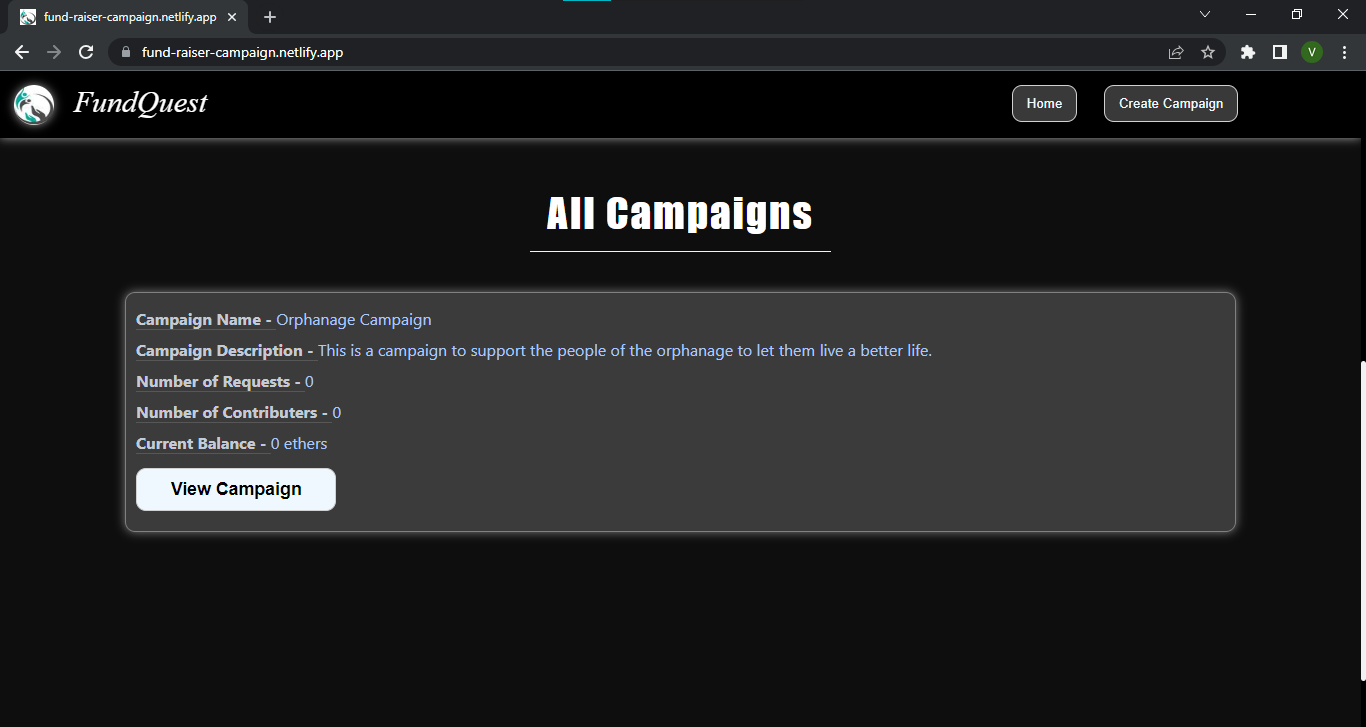 fund-raiser-campaign.netlify.app
fund-raiser-campaign.netlify.app
V
FundQuest
Home
Create Campaign
All Campaigns
Campaign Name - Orphanage Campaign
Campaign Description - This is a campaign to support the people of the orphanage to let them live a better life.
Number of Requests - 0
Number of Contributers - 0
Current Balance - 0 ethers
View Campaign